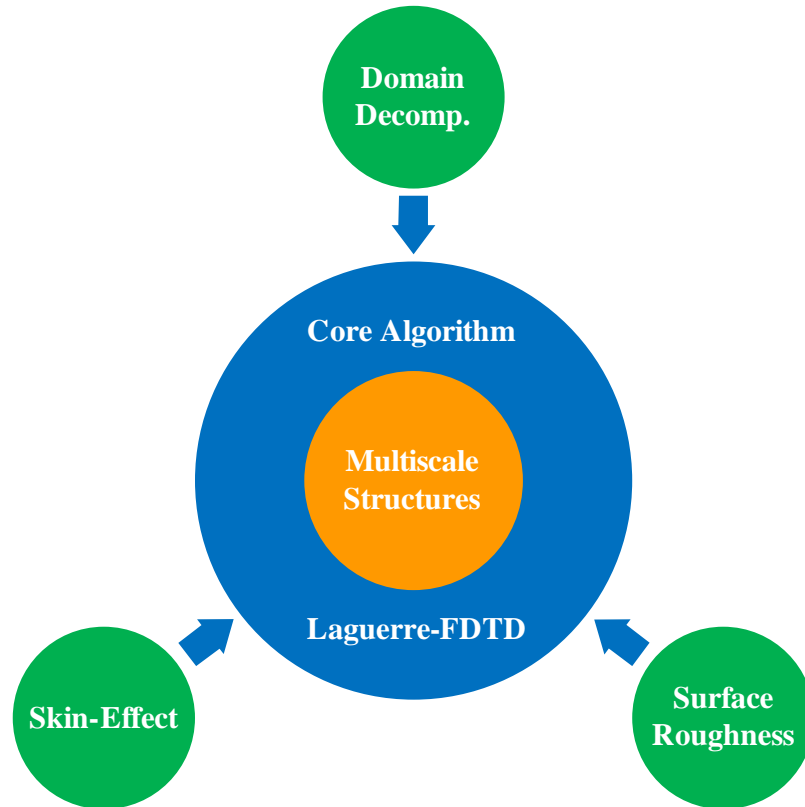 Domain
Decomp.
Core Algorithm
Multiscale
Structures
Laguerre-FDTD
Skin-Effect
Surface
Roughness